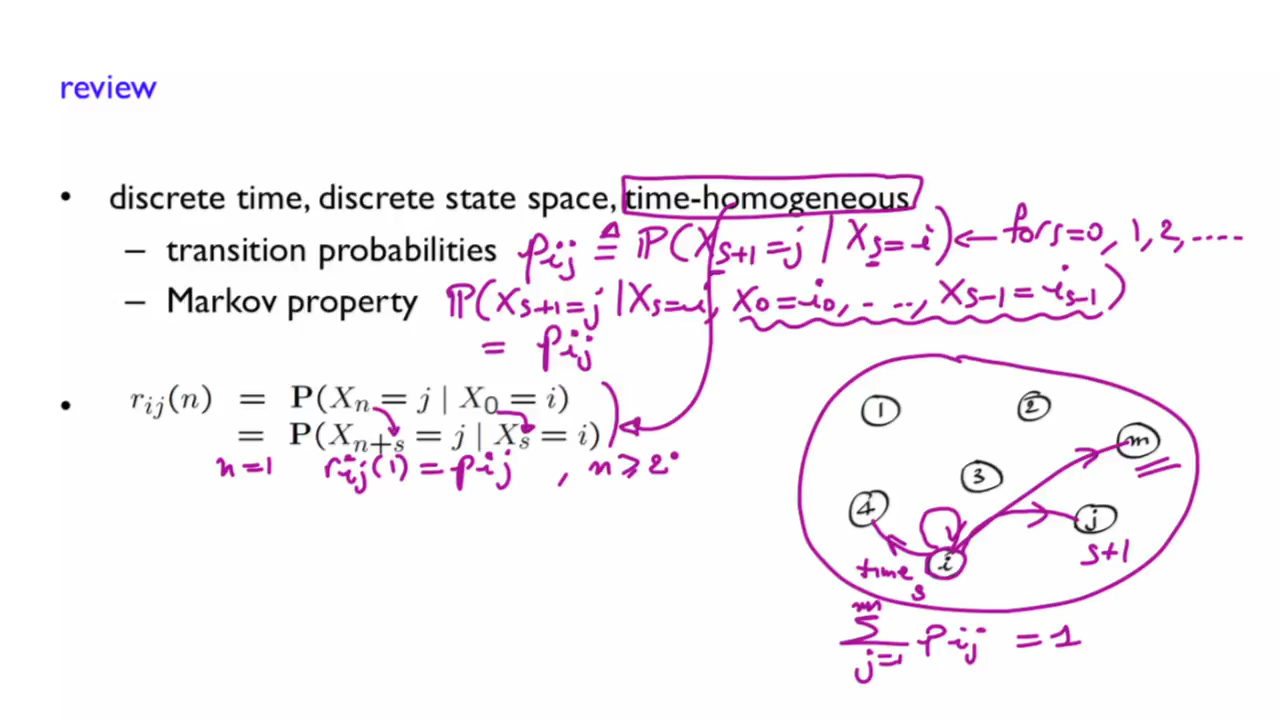 review
• discrete time, discrete state space, time-homogeneous
– transition probabilities pij ≜ ℙ(Xs+1 = j | Xs = i) ← for s=0, 1, 2, ....
– Markov property ℙ(Xs+1 = j | Xs = i, X0 = i0, - .., Xs-1 = is-1)
= pij
• rij(n) = P(Xn = j | X0 = i)
= P(Xn+s = j | Xs = i)
n=1 rij(1) = pij , n ≥ 2
1
2
m
3
4
j
s+1
i
time s
m
∑ pij = 1
j=1